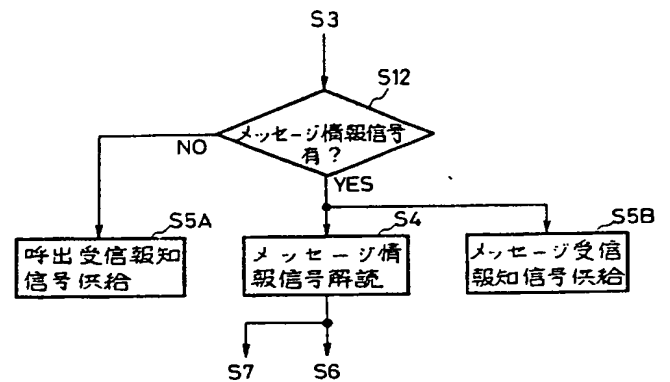 S3
S12
メッセージ情報信号
有?
NO
YES
S5A
呼出受信報知
信号供給
S4
メッセージ情
報信号解読
S5B
メッセージ受信
報知信号供給
S7
S6